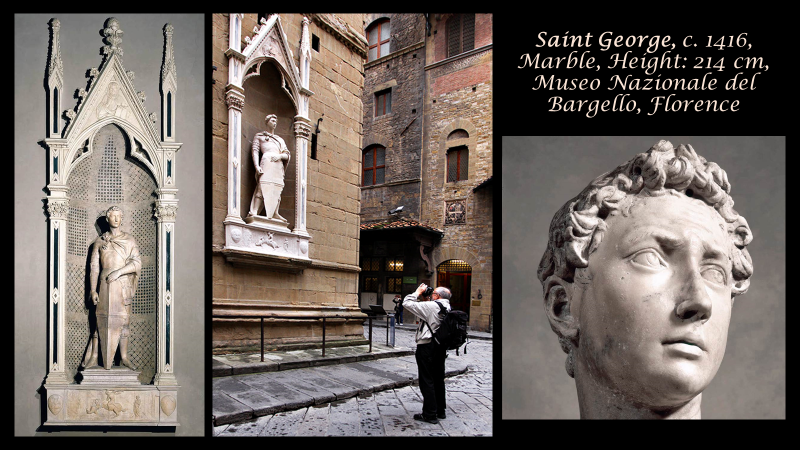 Saint George, c. 1416,
Marble, Height: 214 cm,
Museo Nazionale del
Bargello, Florence